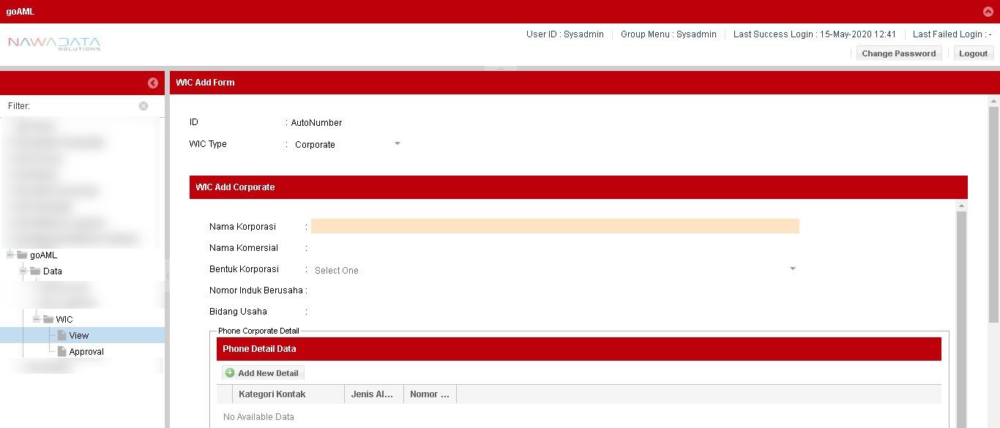 goAML
NAWADATA
SOLUTIONS
User ID : Sysadmin
Group Menu : Sysadmin
Last Success Login : 15-May-2020 12:41
Last Failed Login : -
Change Password
Logout
WIC Add Form
Filter:
ID : AutoNumber
WIC Type : Corporate
WIC Add Corporate
Nama Korporasi :
Nama Komersial :
Bentuk Korporasi : Select One
Nomor Induk Berusaha :
Bidang Usaha :
goAML
Data
WIC
View
Approval
Phone Corporate Detail
Phone Detail Data
Add New Detail
Kategori Kontak
Jenis Al...
Nomor ...
No Available Data